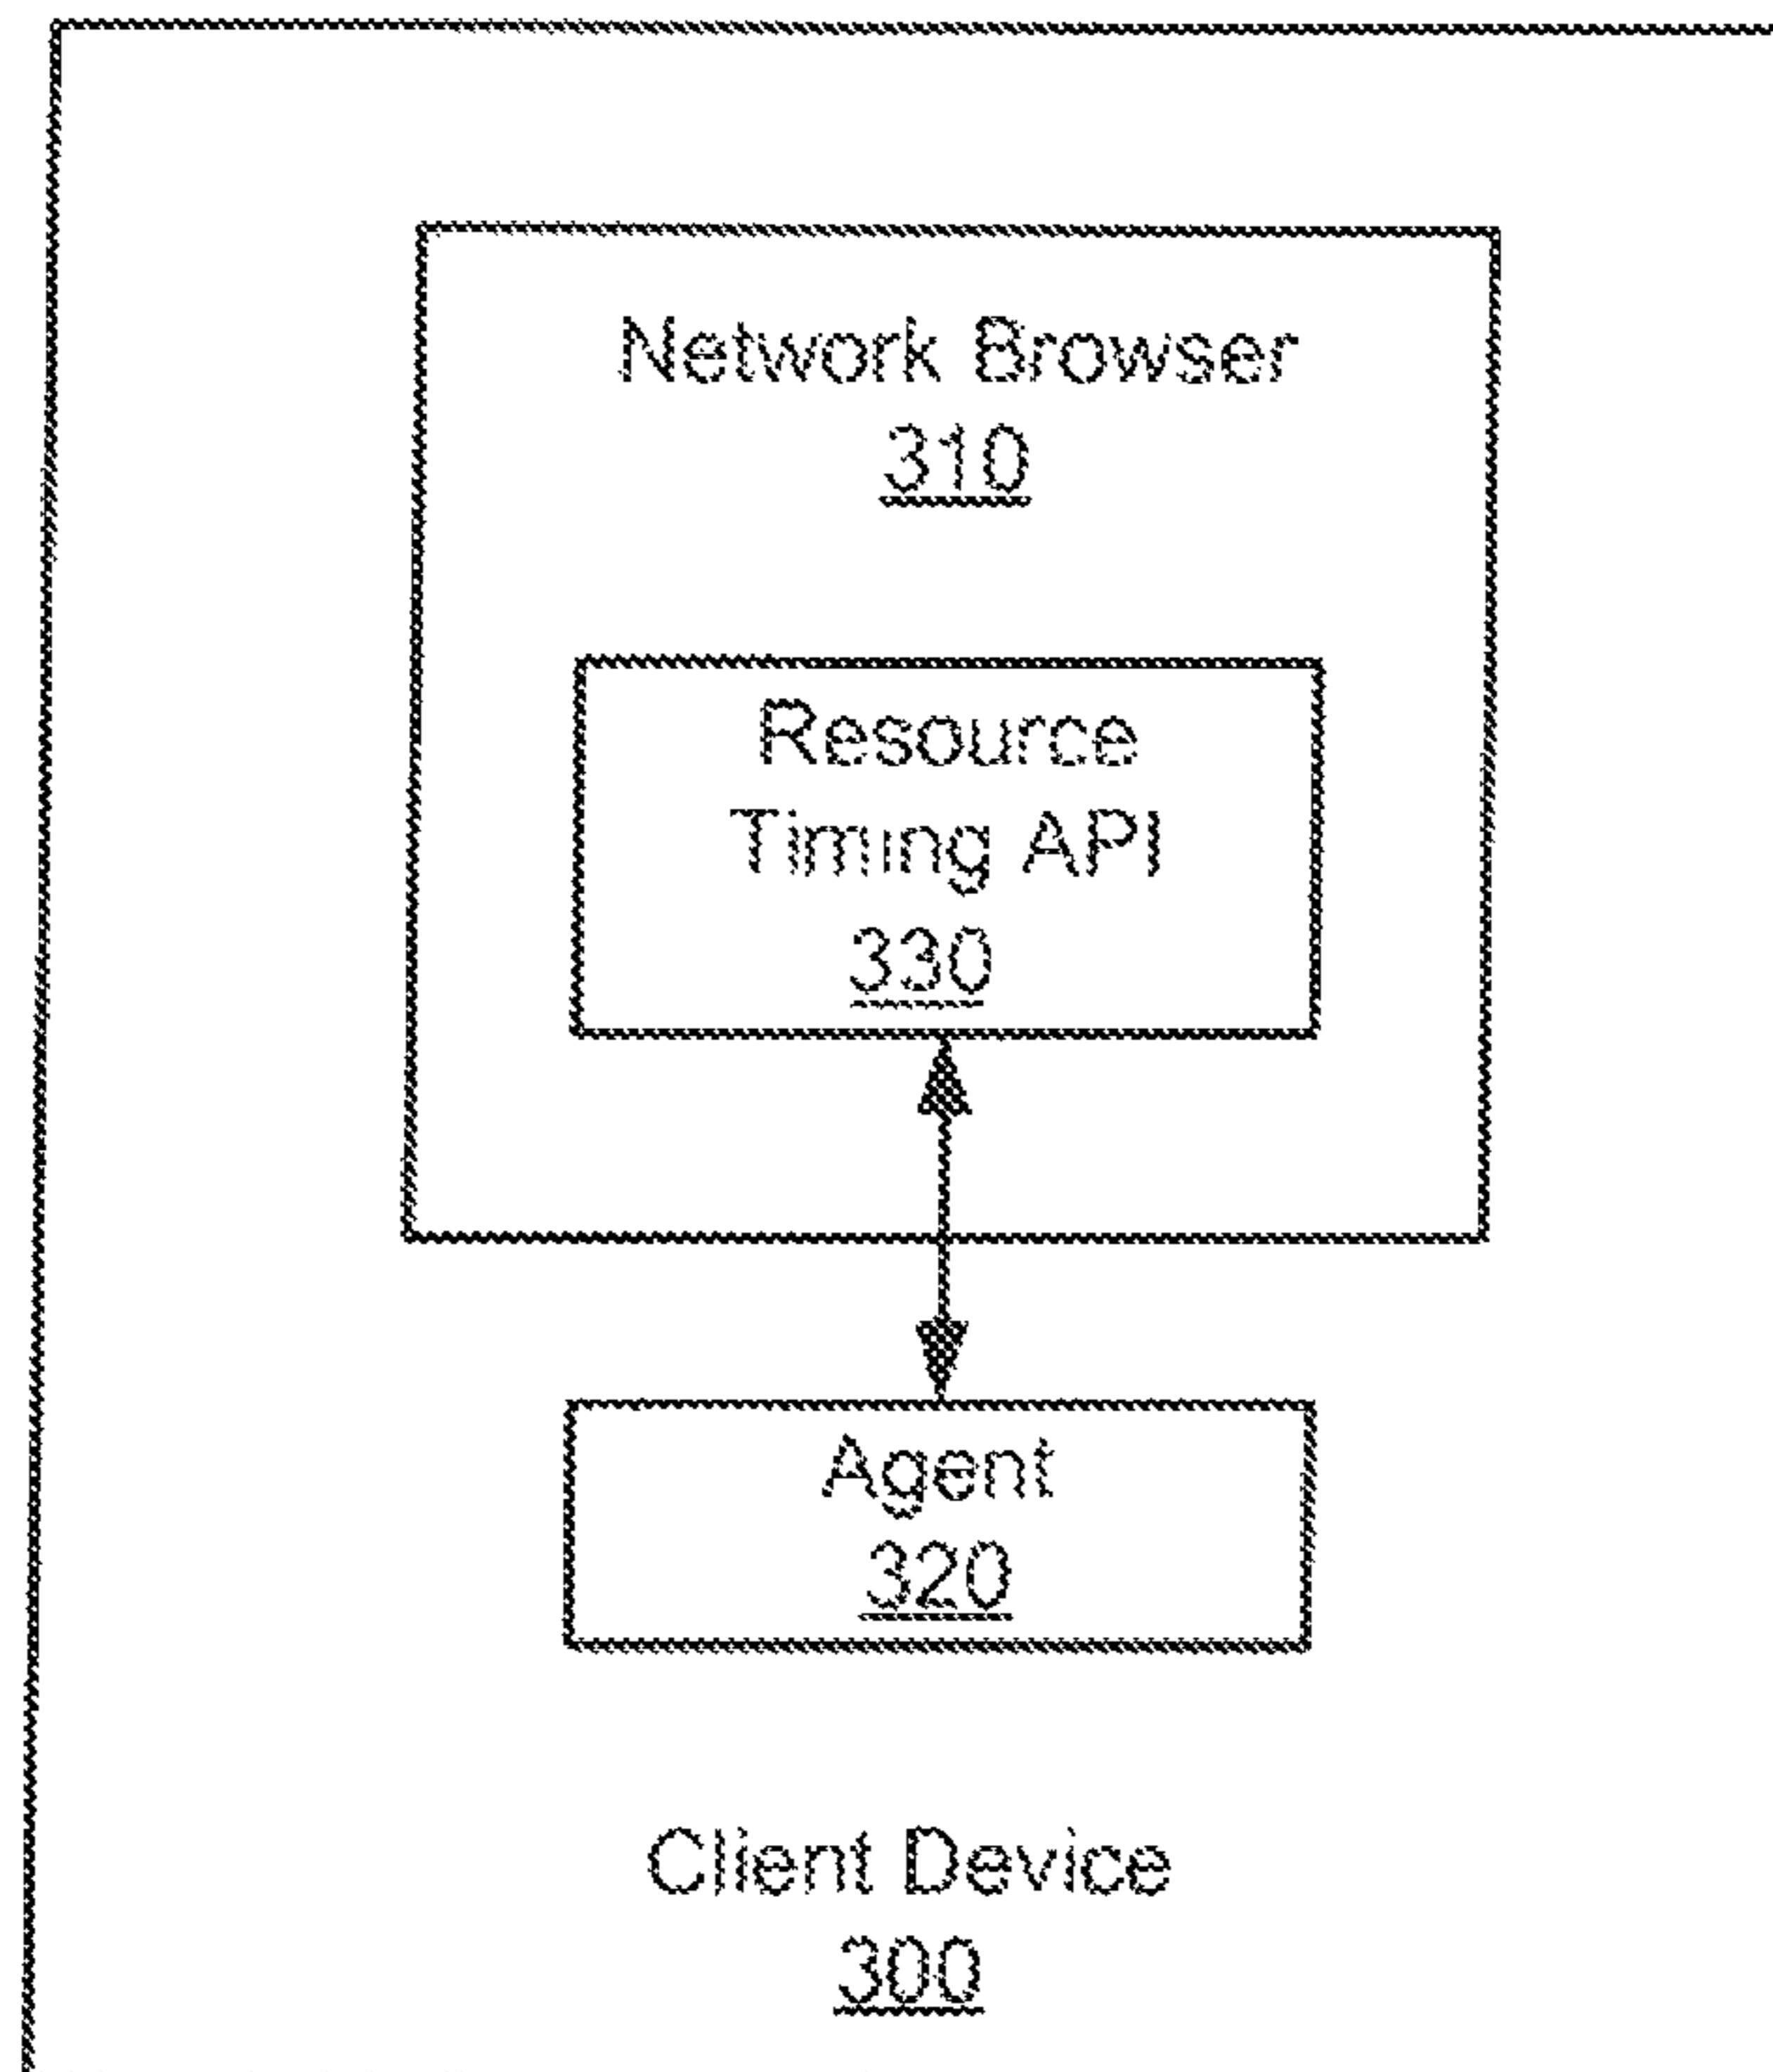 Network Browser
310
Resource
Timing API
330
Agent
320
Client Device
300